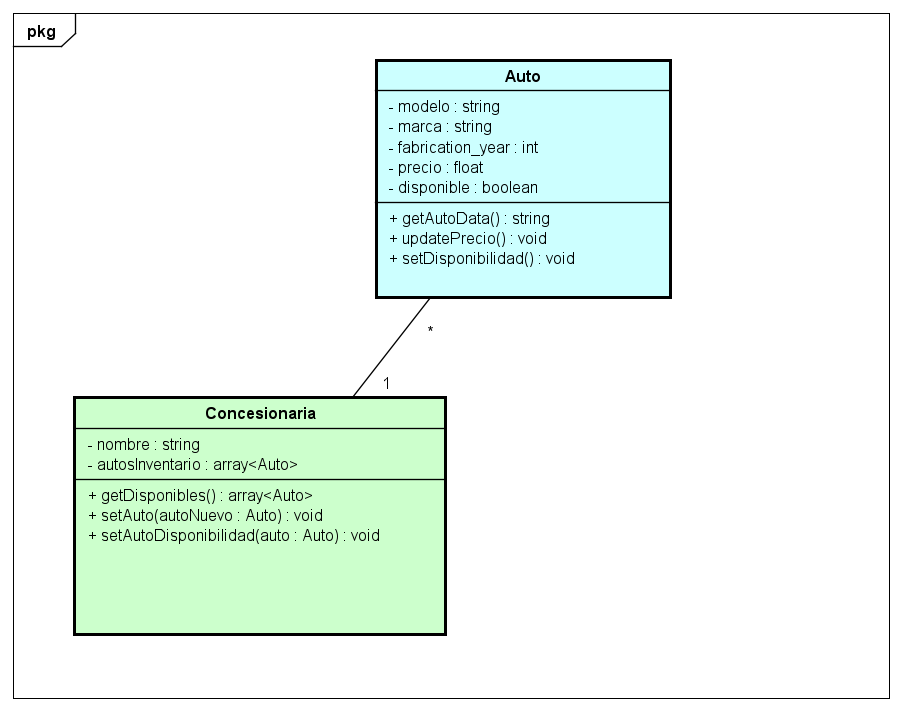 pkg
Auto
- modelo : string
- marca : string
- fabrication_year : int
- precio : float
- disponible : boolean
+ getAutoData() : string
+ updatePrecio() : void
+ setDisponibilidad() : void
*
1
Concesionaria
- nombre : string
- autosInventario : array<Auto>
+ getDisponibles() : array<Auto>
+ setAuto(autoNuevo : Auto) : void
+ setAutoDisponibilidad(auto : Auto) : void